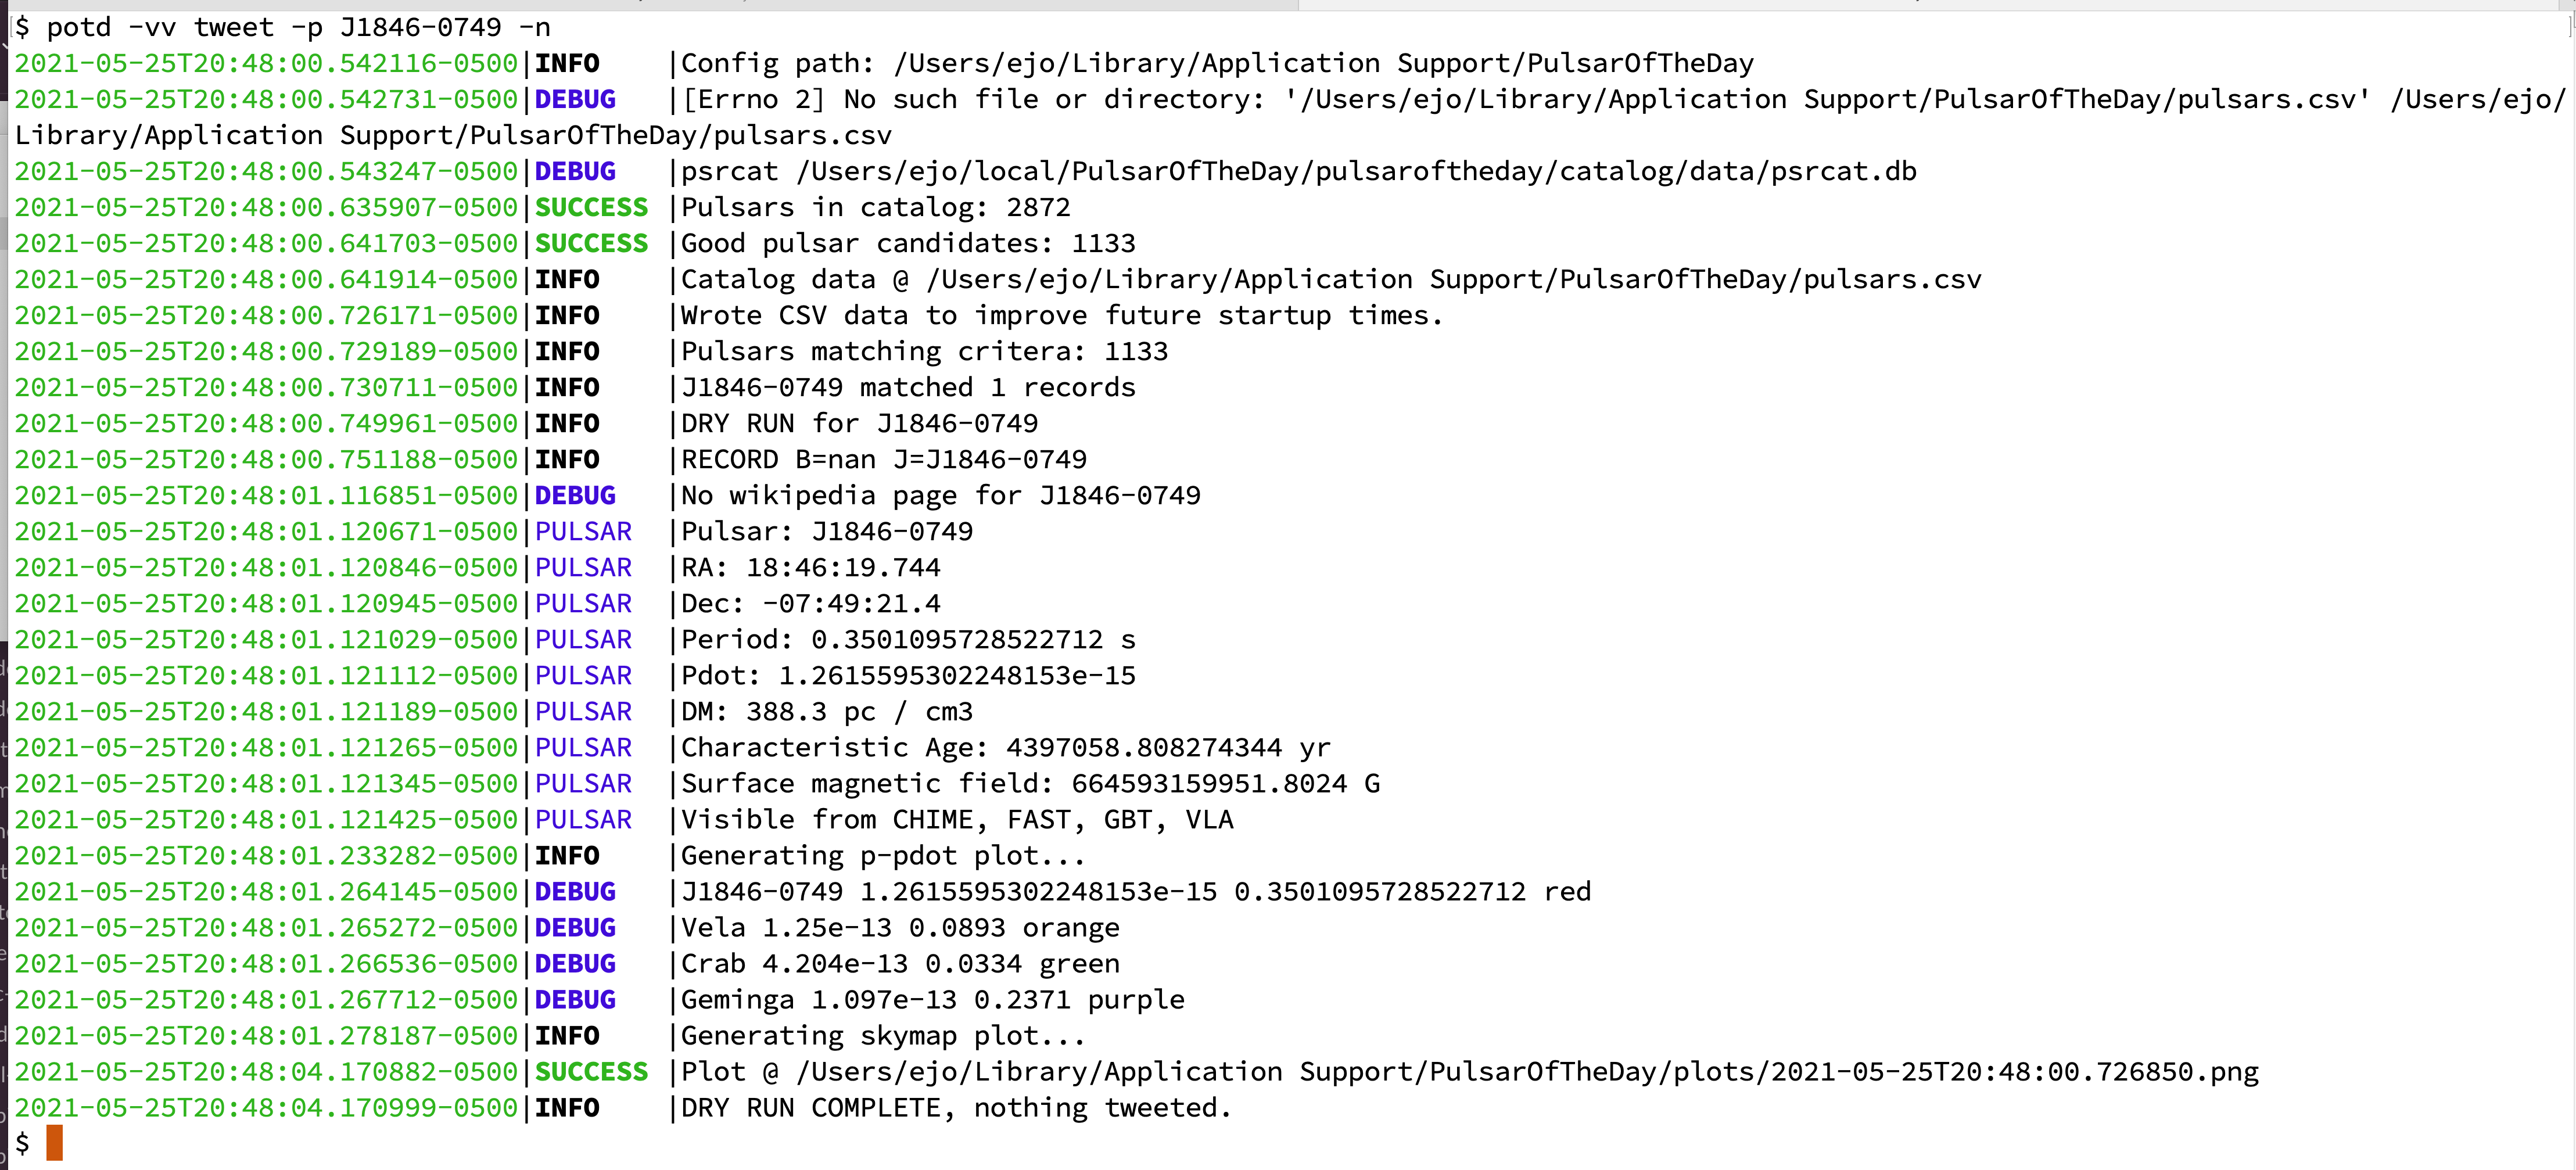 $ potd -vv tweet -p J1846-0749 -n
2021-05-25T20:48:00.542116-0500|INFO    |Config path: /Users/ejo/Library/Application Support/PulsarOfTheDay
2021-05-25T20:48:00.542731-0500|DEBUG   |[Errno 2] No such file or directory: '/Users/ejo/Library/Application Support/PulsarOfTheDay/pulsars.csv' /Users/ejo/
Library/Application Support/PulsarOfTheDay/pulsars.csv
2021-05-25T20:48:00.543247-0500|DEBUG   |psrcat /Users/ejo/local/PulsarOfTheDay/pulsaroftheday/catalog/data/psrcat.db
2021-05-25T20:48:00.635907-0500|SUCCESS |Pulsars in catalog: 2872
2021-05-25T20:48:00.641703-0500|SUCCESS |Good pulsar candidates: 1133
2021-05-25T20:48:00.641914-0500|INFO    |Catalog data @ /Users/ejo/Library/Application Support/PulsarOfTheDay/pulsars.csv
2021-05-25T20:48:00.726171-0500|INFO    |Wrote CSV data to improve future startup times.
2021-05-25T20:48:00.729189-0500|INFO    |Pulsars matching critera: 1133
2021-05-25T20:48:00.730711-0500|INFO    |J1846-0749 matched 1 records
2021-05-25T20:48:00.749961-0500|INFO    |DRY RUN for J1846-0749
2021-05-25T20:48:00.751188-0500|INFO    |RECORD B=nan J=J1846-0749
2021-05-25T20:48:01.116851-0500|DEBUG   |No wikipedia page for J1846-0749
2021-05-25T20:48:01.120671-0500|PULSAR  |Pulsar: J1846-0749
2021-05-25T20:48:01.120846-0500|PULSAR  |RA: 18:46:19.744
2021-05-25T20:48:01.120945-0500|PULSAR  |Dec: -07:49:21.4
2021-05-25T20:48:01.121029-0500|PULSAR  |Period: 0.3501095728522712 s
2021-05-25T20:48:01.121112-0500|PULSAR  |Pdot: 1.2615595302248153e-15
2021-05-25T20:48:01.121189-0500|PULSAR  |DM: 388.3 pc / cm3
2021-05-25T20:48:01.121265-0500|PULSAR  |Characteristic Age: 4397058.808274344 yr
2021-05-25T20:48:01.121345-0500|PULSAR  |Surface magnetic field: 664593159951.8024 G
2021-05-25T20:48:01.121425-0500|PULSAR  |Visible from CHIME, FAST, GBT, VLA
2021-05-25T20:48:01.233282-0500|INFO    |Generating p-pdot plot...
2021-05-25T20:48:01.264145-0500|DEBUG   |J1846-0749 1.2615595302248153e-15 0.3501095728522712 red
2021-05-25T20:48:01.265272-0500|DEBUG   |Vela 1.25e-13 0.0893 orange
2021-05-25T20:48:01.266536-0500|DEBUG   |Crab 4.204e-13 0.0334 green
2021-05-25T20:48:01.267712-0500|DEBUG   |Geminga 1.097e-13 0.2371 purple
2021-05-25T20:48:01.278187-0500|INFO    |Generating skymap plot...
2021-05-25T20:48:04.170882-0500|SUCCESS |Plot @ /Users/ejo/Library/Application Support/PulsarOfTheDay/plots/2021-05-25T20:48:00.726850.png
2021-05-25T20:48:04.170999-0500|INFO    |DRY RUN COMPLETE, nothing tweeted.
$